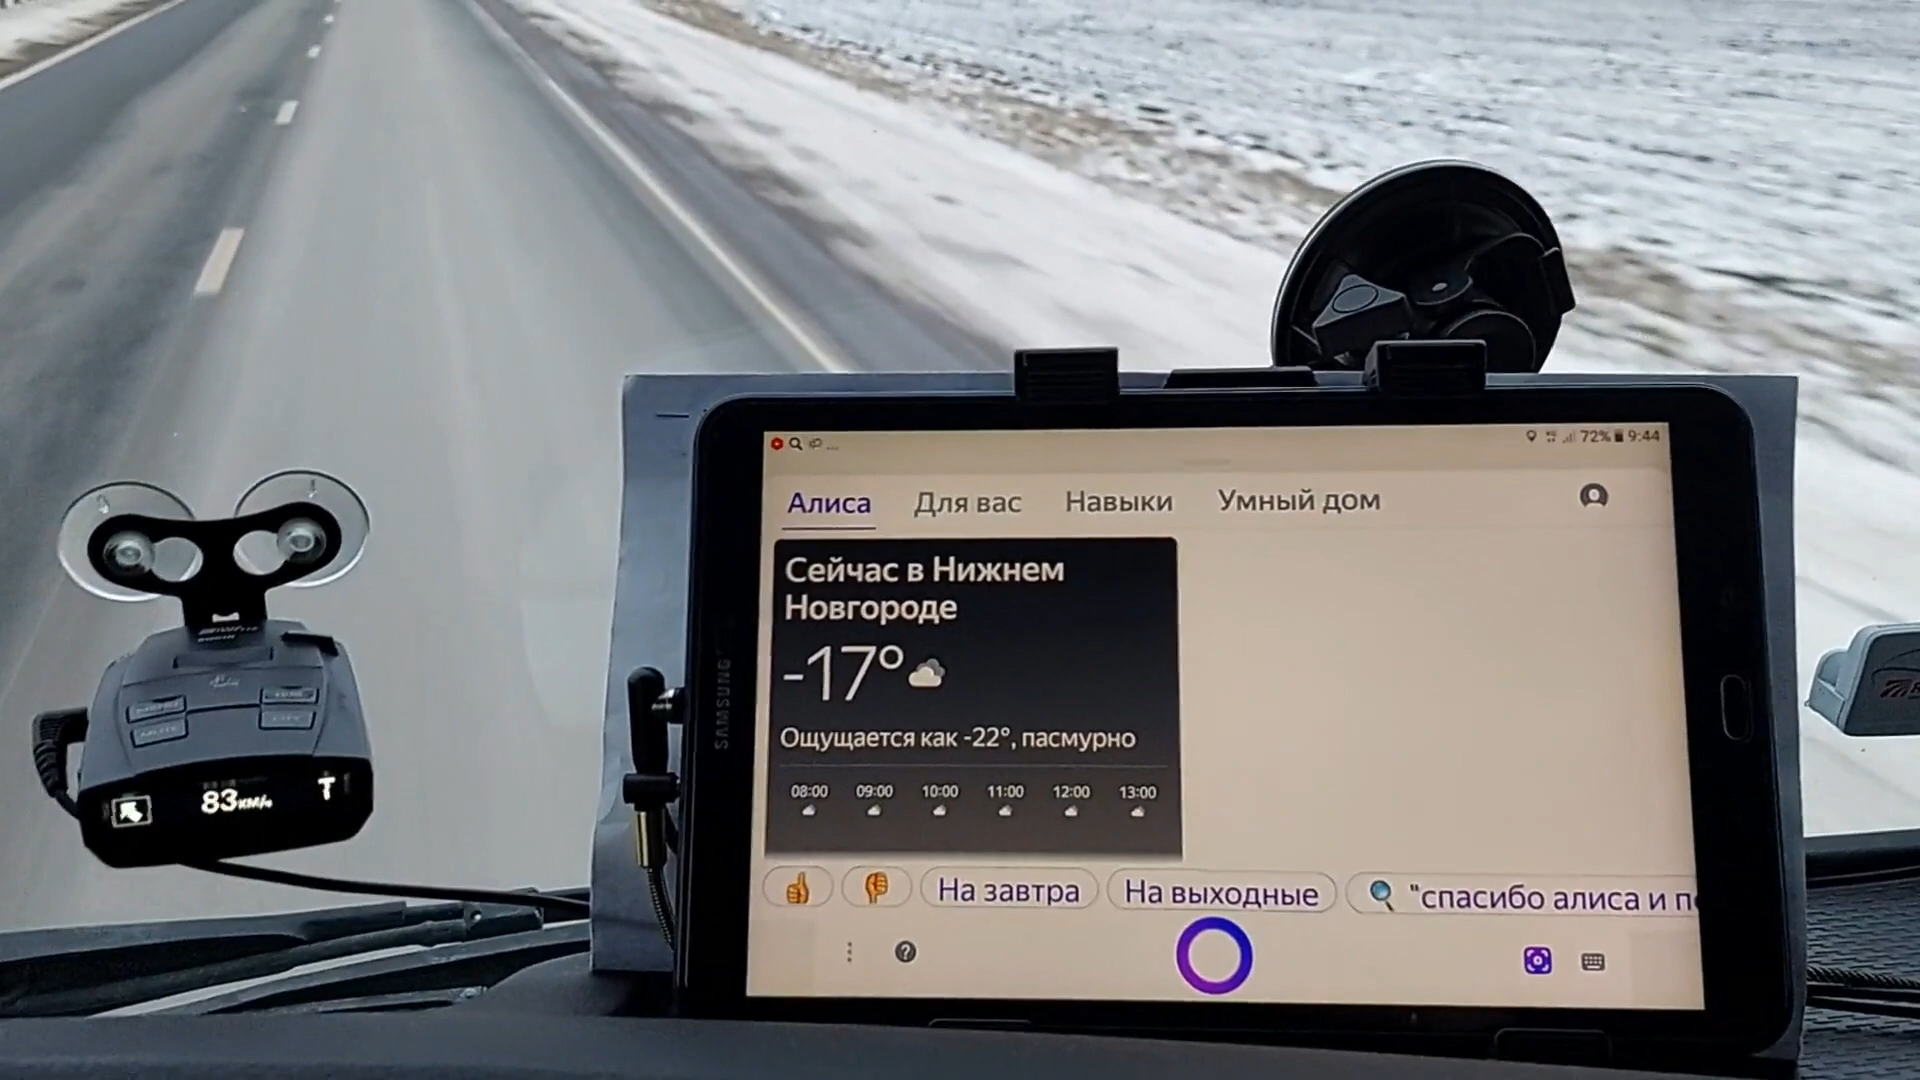 72% 9:44
Алиса Для вас Навыки Умный дом
Сейчас в Нижнем
Новгороде
-17°
Ощущается как -22°, пасмурно
08:00 09:00 10:00 11:00 12:00 13:00
На завтра На выходные "спасибо алиса и п
SAMSUNG
83км/ч